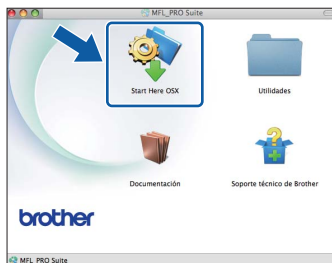 MFL_PRO Suite
Start Here OSX
Utilidades
Documentación
Soporte técnico de Brother
brother
MFL_PRO Suite